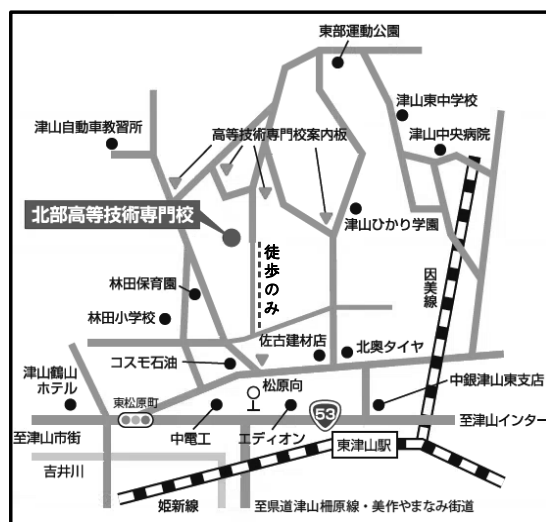 東部運動公園
津山東中学校
津山自動車教習所
高等技術専門校案内板
津山中央病院
北部高等技術専門校
津山ひかり学園
徒歩のみ
因美線
林田保育園
林田小学校
佐古建材店
北奥タイヤ
コスモ石油
津山鶴山
ホテル
松原向
中銀津山東支店
東松原町
53
至津山市街
中電工
エディオン
至津山インター
東津山駅
吉井川
姫新線
至県道津山柵原線・美作やまなみ街道